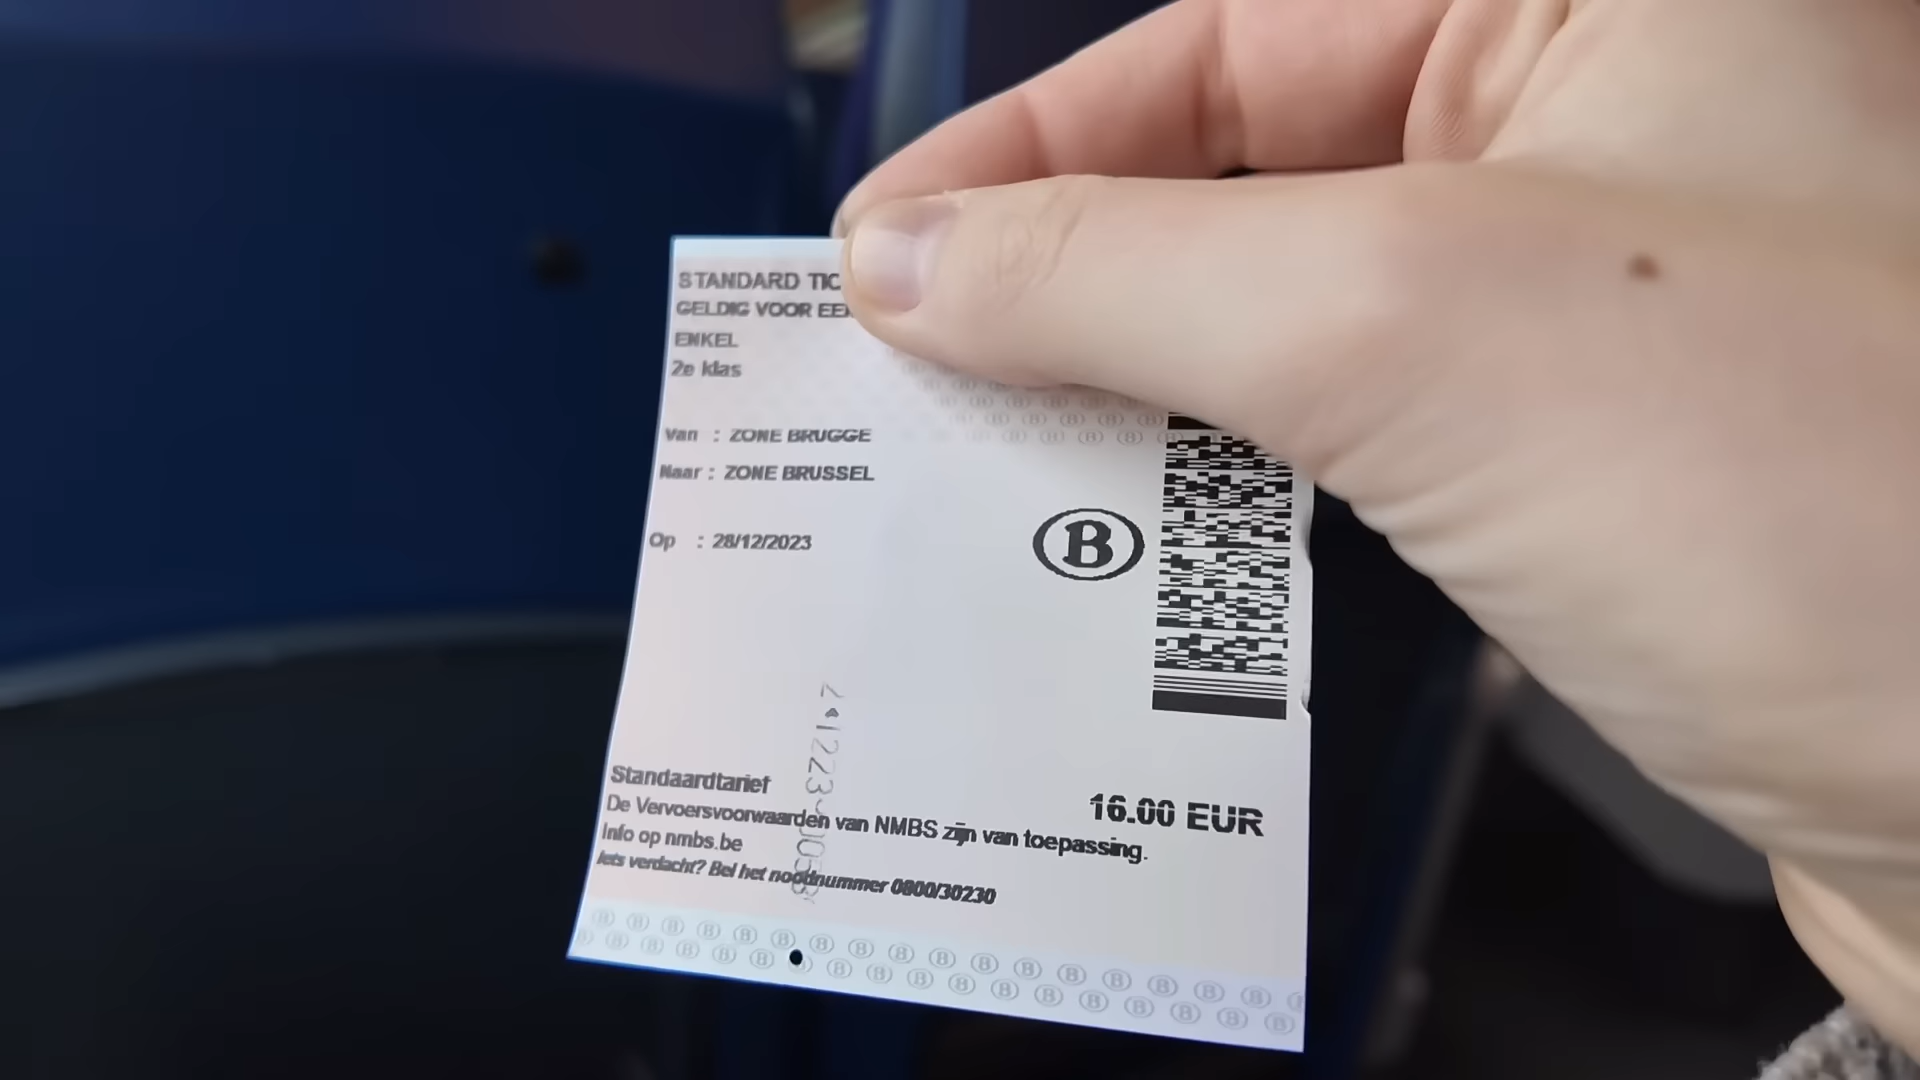 STANDARD TIC
GELDIG VOOR EEN
ENKEL
2e klas
Van : ZONE BRUGGE
Naar : ZONE BRUSSEL
Op : 28/12/2023
B
16.00 EUR
Standaardtarief
De Vervoersvoorwaarden van NMBS zijn van toepassing.
Info op nmbs.be
Iets verdacht? Bel het noodnummer 0800/30230